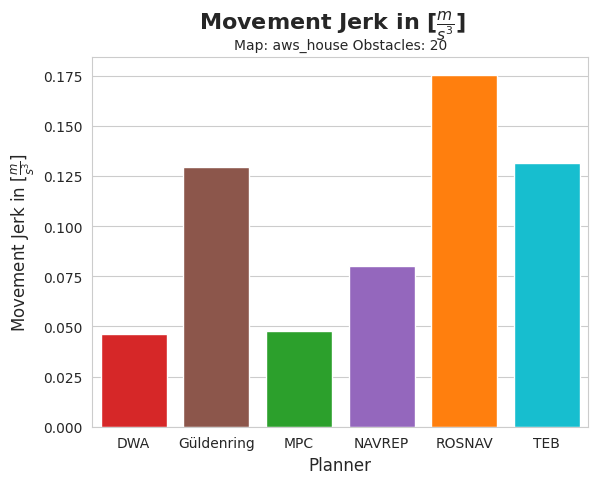 Movement Jerk in [m/s³]
Map: aws_house Obstacles: 20
Movement Jerk in [m/s³]
0.175
0.150
0.125
0.100
0.075
0.050
0.025
0.000
DWA Güldenring MPC NAVREP ROSNAV TEB
Planner